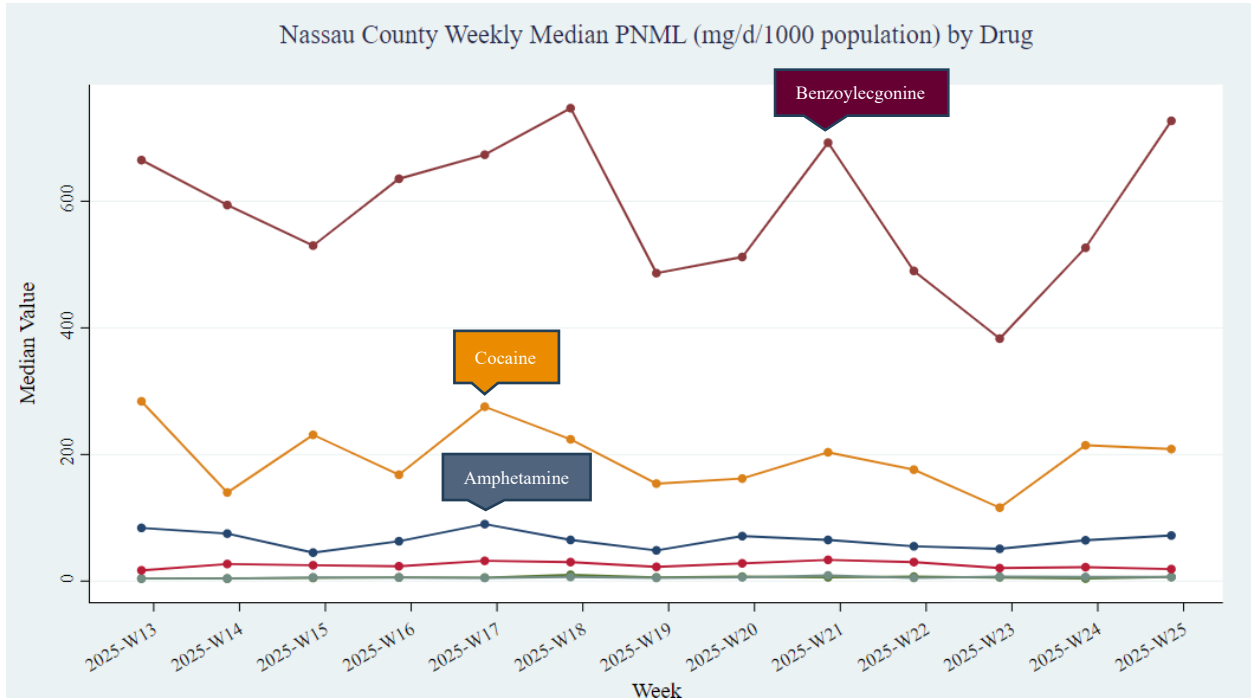 Nassau County Weekly Median PNML (mg/d/1000 population) by Drug
Benzoylecgonine
Cocaine
Amphetamine
Median Value
600
400
200
0
2025-W13
2025-W14
2025-W15
2025-W16
2025-W17
2025-W18
2025-W19
2025-W20
2025-W21
2025-W22
2025-W23
2025-W24
2025-W25
Week